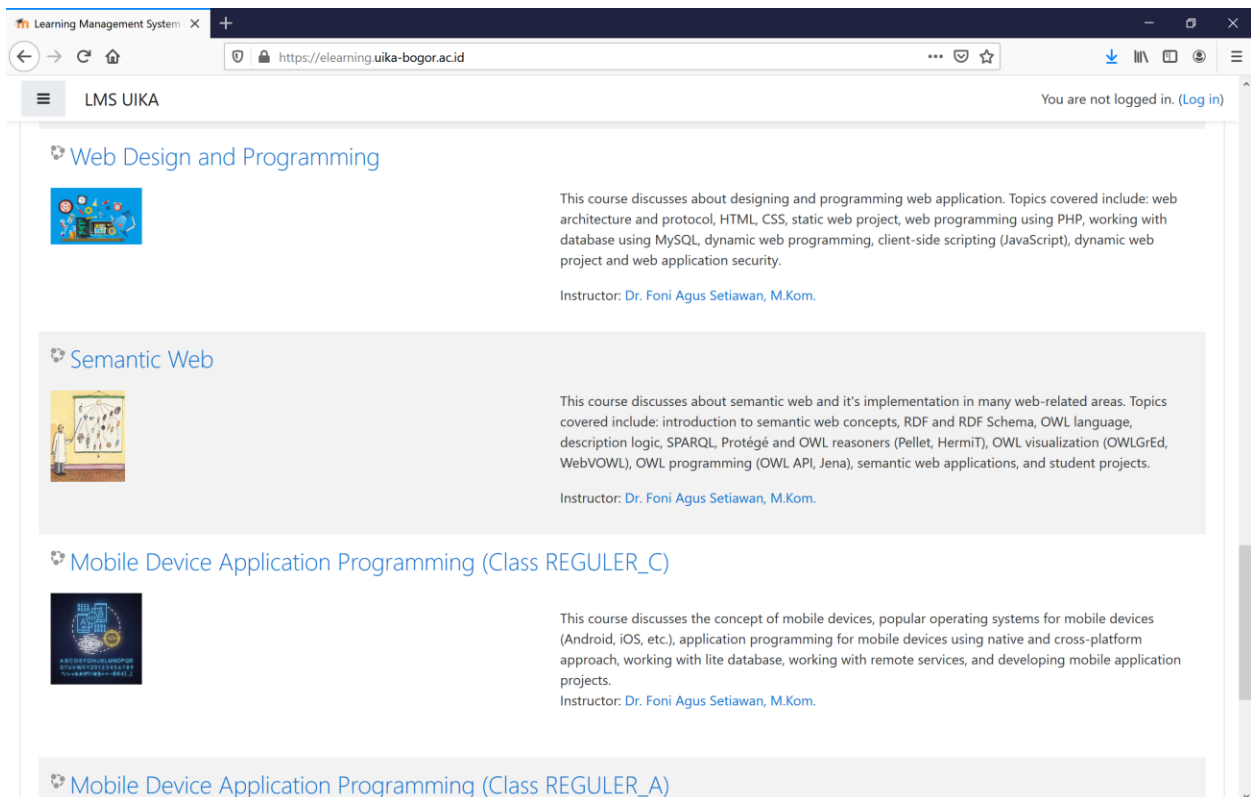 Learning Management System
https://elearning.uika-bogor.ac.id
LMS UIKA
You are not logged in. (Log in)
Web Design and Programming
This course discusses about designing and programming web application. Topics covered include: web
architecture and protocol, HTML, CSS, static web project, web programming using PHP, working with
database using MySQL, dynamic web programming, client-side scripting (JavaScript), dynamic web
project and web application security.
Instructor: Dr. Foni Agus Setiawan, M.Kom.
Semantic Web
This course discusses about semantic web and it's implementation in many web-related areas. Topics
covered include: introduction to semantic web concepts, RDF and RDF Schema, OWL language,
description logic, SPARQL, Protégé and OWL reasoners (Pellet, HermiT), OWL visualization (OWLGrEd,
WebVOWL), OWL programming (OWL API, Jena), semantic web applications, and student projects.
Instructor: Dr. Foni Agus Setiawan, M.Kom.
Mobile Device Application Programming (Class REGULER_C)
This course discusses the concept of mobile devices, popular operating systems for mobile devices
(Android, iOS, etc.), application programming for mobile devices using native and cross-platform
approach, working with lite database, working with remote services, and developing mobile application
projects.
Instructor: Dr. Foni Agus Setiawan, M.Kom.
Mobile Device Application Programming (Class REGULER_A)